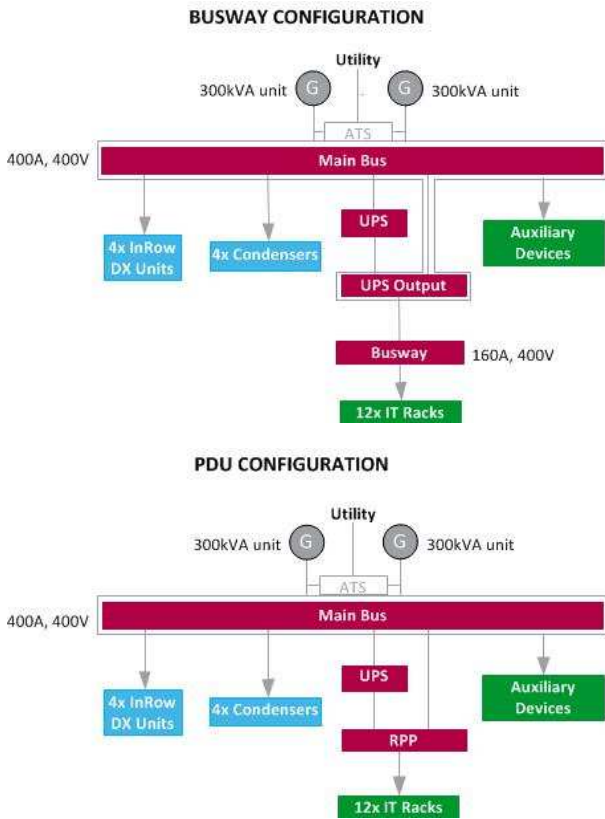 BUSWAY CONFIGURATION
Utility
300kVA unit G G 300kVA unit
ATS
400A, 400V Main Bus
UPS
4x InRow
DX Units
4x Condensers
Auxiliary
Devices
UPS Output
Busway 160A, 400V
12x IT Racks
PDU CONFIGURATION
Utility
300kVA unit G G 300kVA unit
ATS
400A, 400V Main Bus
UPS
4x InRow
DX Units
4x Condensers
Auxiliary
Devices
RPP
12x IT Racks